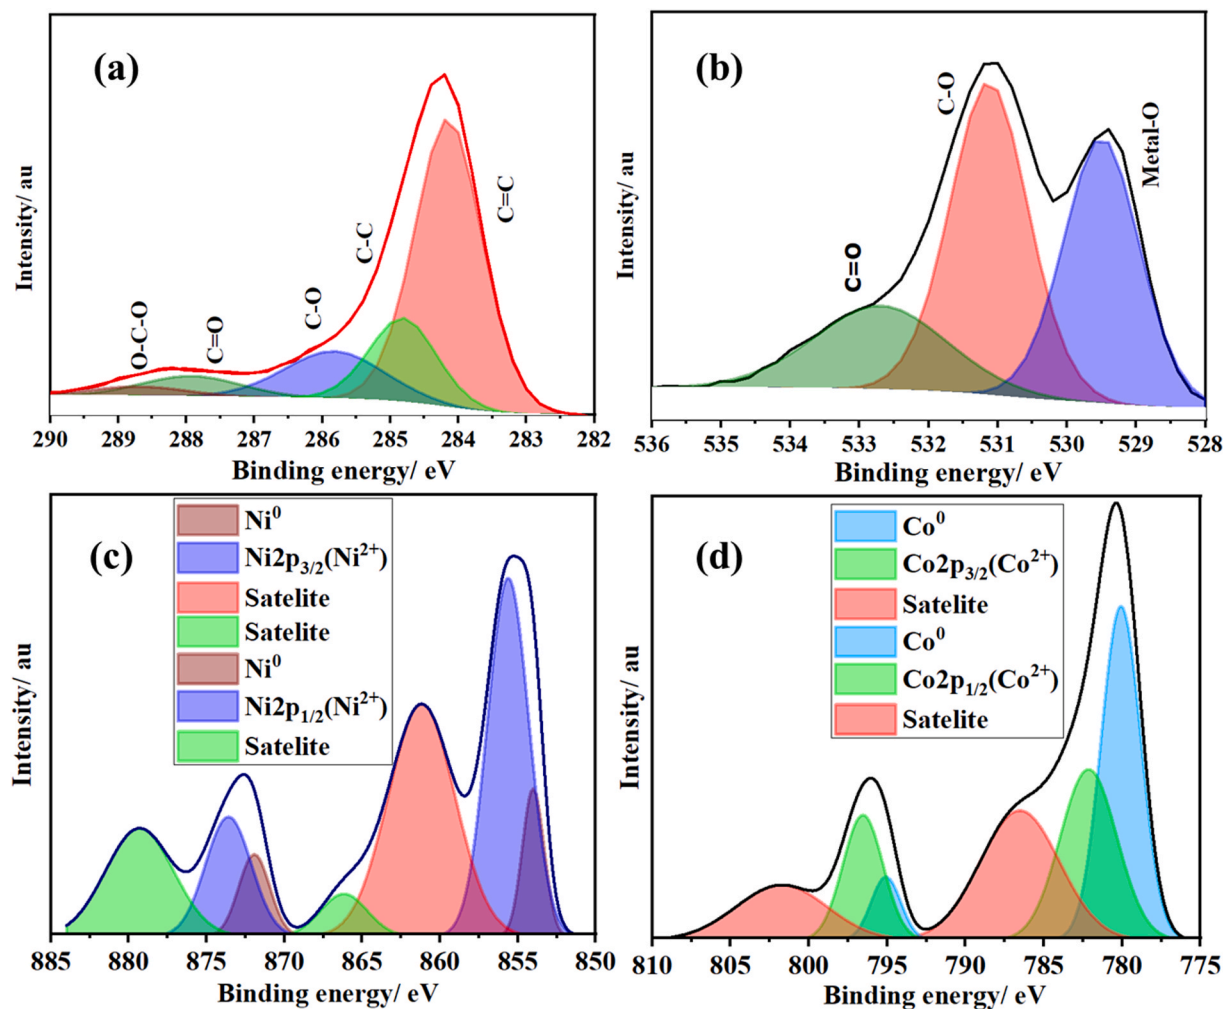 (a)
O-C-O
C=O
C-O
C-C
C=C
Intensity/ au
290 289 288 287 286 285 284 283 282
Binding energy/ eV
(b)
C=O
C-O
Metal-O
Intensity/ au
536 535 534 533 532 531 530 529 528
Binding energy/ eV
(c)
Ni⁰
Ni2p₃/₂(Ni²⁺)
Satelite
Satelite
Ni⁰
Ni2p₁/₂(Ni²⁺)
Satelite
Intensity/ au
885 880 875 870 865 860 855 850
Binding energy/ eV
(d)
Co⁰
Co2p₃/₂(Co²⁺)
Satelite
Co⁰
Co2p₁/₂(Co²⁺)
Satelite
Intensity/ au
810 805 800 795 790 785 780 775
Binding energy/ eV